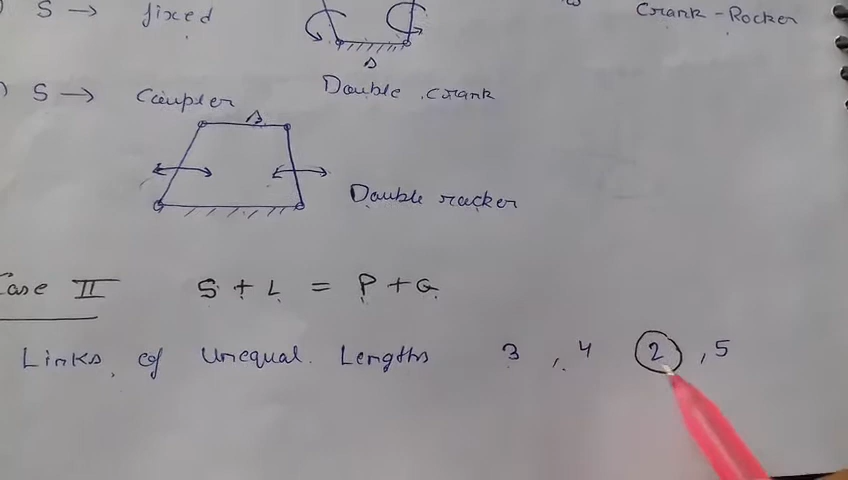 ) S → fixed
Crank-Rocker
S
Double crank
) S → Coupler
S
Double rocker
Case II S + L = P + Q
Links of Unequal Lengths 3 , 4 2 , 5